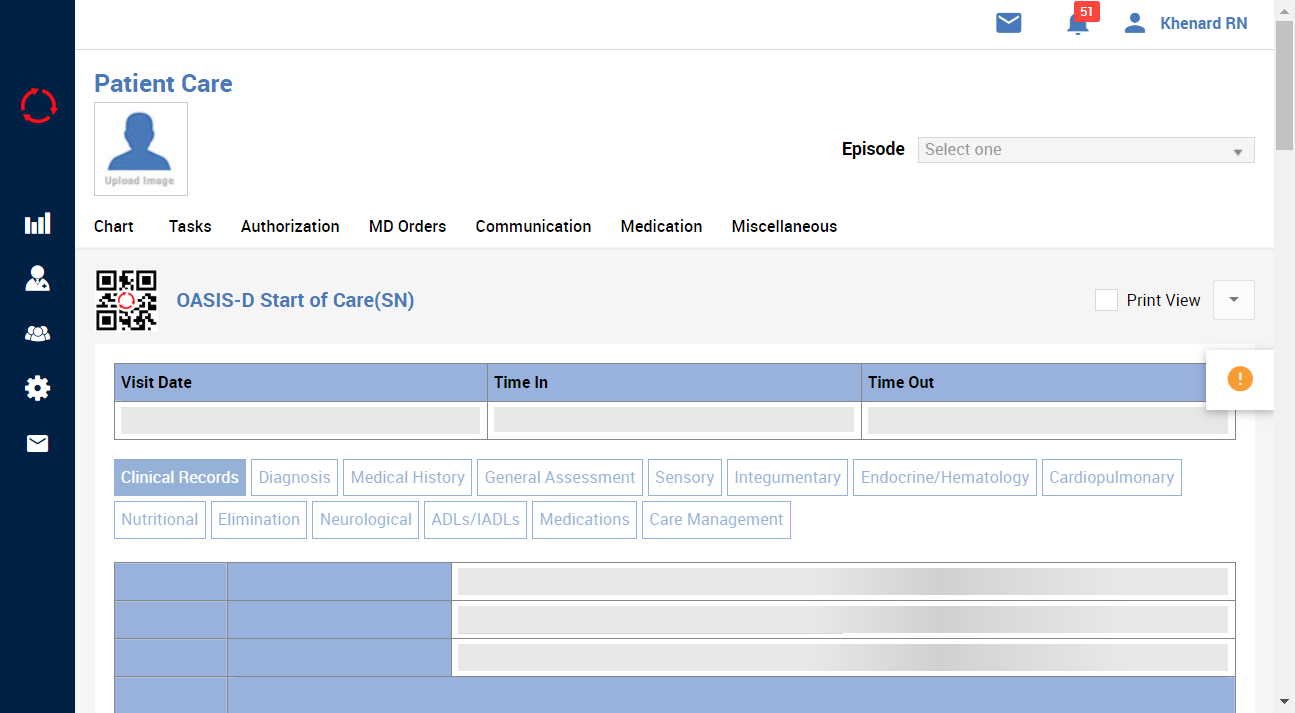 51
Khenard RN
Patient Care
Upload Image
Episode Select one
Chart Tasks Authorization MD Orders Communication Medication Miscellaneous
OASIS-D Start of Care(SN)
Print View
Visit Date Time In Time Out
!
Clinical Records Diagnosis Medical History General Assessment Sensory Integumentary Endocrine/Hematology Cardiopulmonary
Nutritional Elimination Neurological ADLs/IADLs Medications Care Management